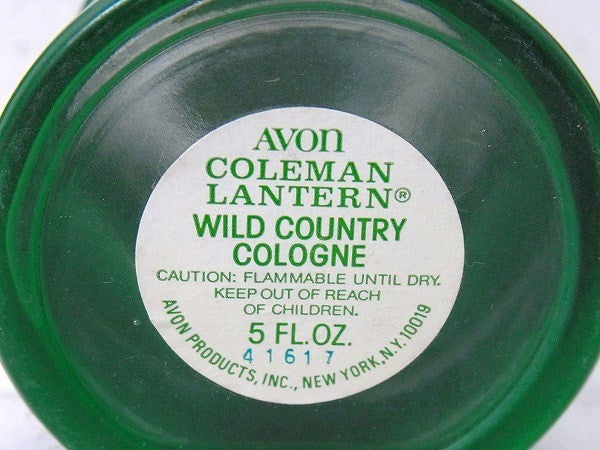 AVON
COLEMAN
LANTERN®
WILD COUNTRY
COLOGNE
CAUTION: FLAMMABLE UNTIL DRY.
KEEP OUT OF REACH
OF CHILDREN.
5 FL.OZ.
41617
AVON PRODUCTS, INC., NEW YORK, N.Y. 10019